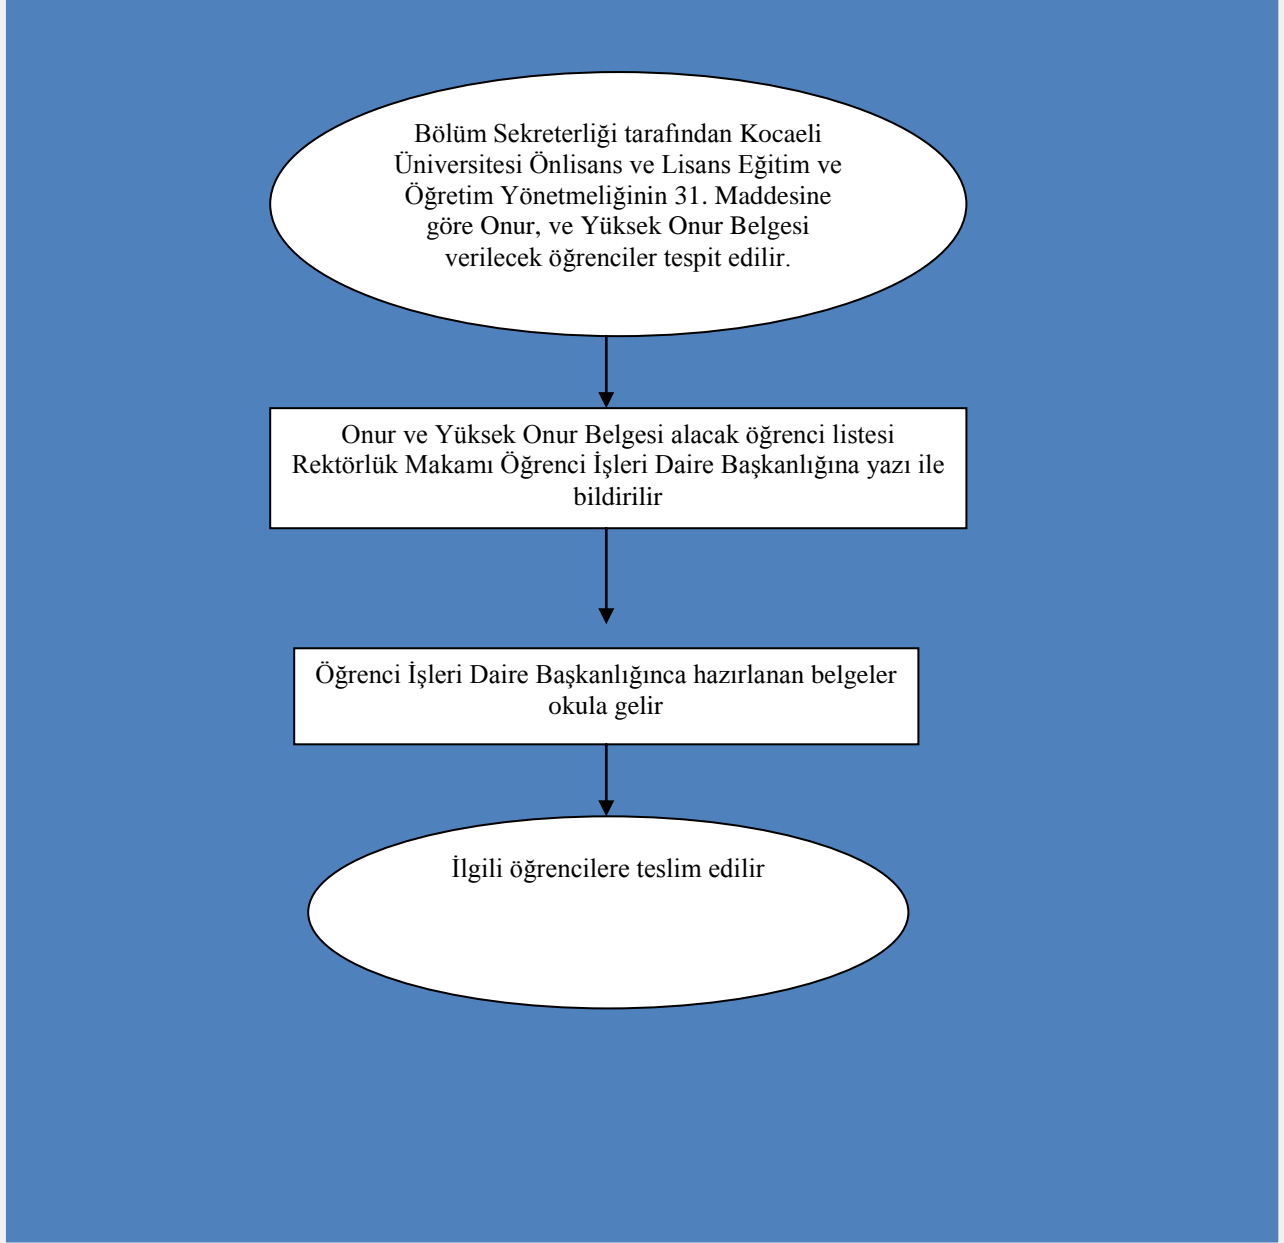 Bölüm Sekreterliği tarafından Kocaeli
Üniversitesi Önlisans ve Lisans Eğitim ve
Öğretim Yönetmeliğinin 31. Maddesine
göre Onur, ve Yüksek Onur Belgesi
verilecek öğrenciler tespit edilir.
Onur ve Yüksek Onur Belgesi alacak öğrenci listesi
Rektörlük Makamı Öğrenci İşleri Daire Başkanlığına yazı ile
bildirilir
Öğrenci İşleri Daire Başkanlığınca hazırlanan belgeler
okula gelir
İlgili öğrencilere teslim edilir